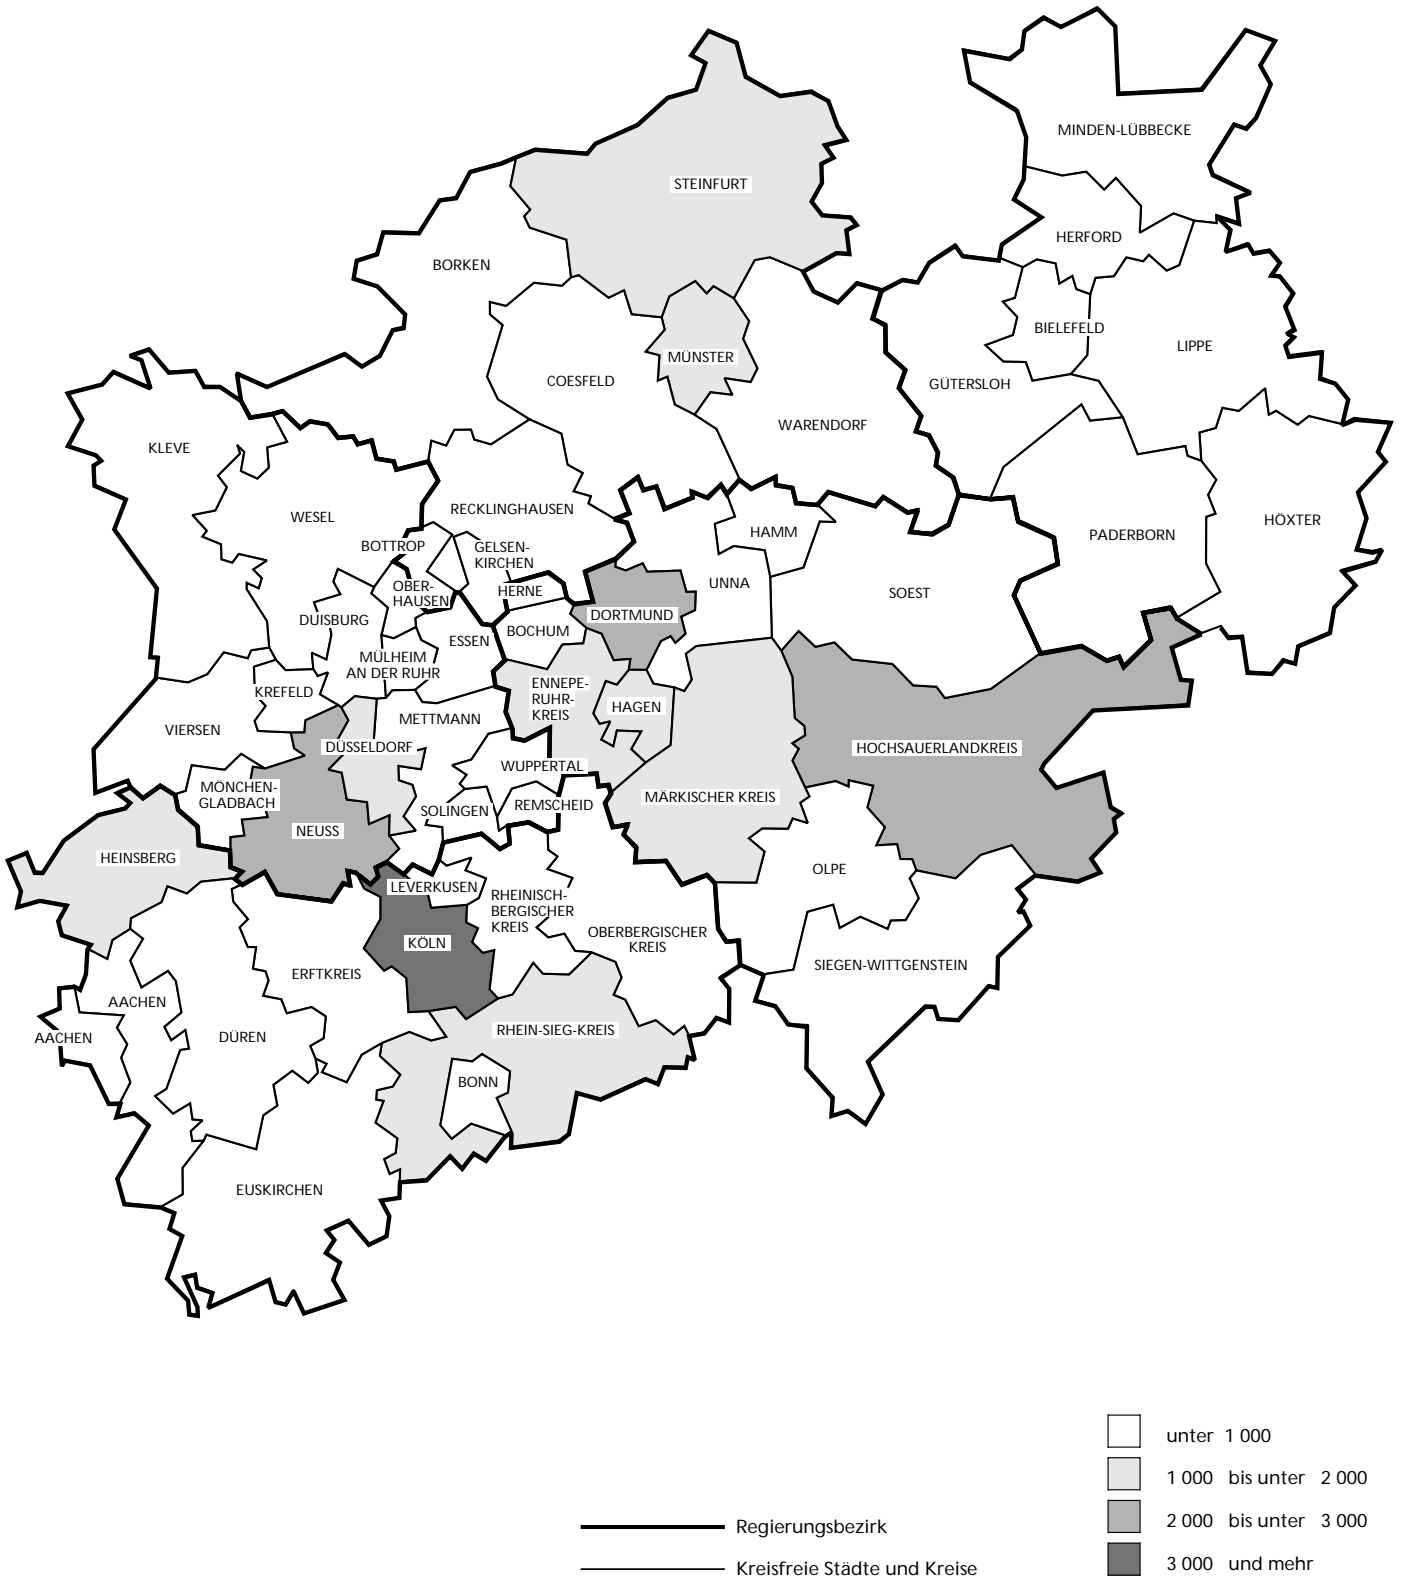 MINDEN-LÜBBECKE
STEINFURT
HERFORD
BORKEN
BIELEFELD
LIPPE
MÜNSTER
COESFELD
GÜTERSLOH
WARENDORF
KLEVE
RECKLINGHAUSEN
WESEL
HÖXTER
HAMM
PADERBORN
BOTTROP
GELSEN-
KIRCHEN
UNNA
OBER-
HAUSEN
HERNE
SOEST
DORTMUND
DUISBURG
BOCHUM
ESSEN
MÜLHEIM
AN DER RUHR
KREFELD
ENNEPE-
RUHR-
KREIS
HAGEN
METTMANN
VIERSEN
DÜSSELDORF
HOCHSAUERLANDKREIS
WUPPERTAL
MÖNCHEN-
GLADBACH
MÄRKISCHER KREIS
REMSCHEID
SOLINGEN
NEUSS
HEINSBERG
OLPE
LEVERKUSEN
RHEINISCH-
BERGISCHER
KREIS
OBERBERGISCHER
KREIS
KÖLN
SIEGEN-WITTGENSTEIN
ERFTKREIS
AACHEN
RHEIN-SIEG-KREIS
AACHEN
DÜREN
BONN
EUSKIRCHEN
unter 1 000
1 000 bis unter 2 000
2 000 bis unter 3 000
3 000 und mehr
Regierungsbezirk
Kreisfreie Städte und Kreise